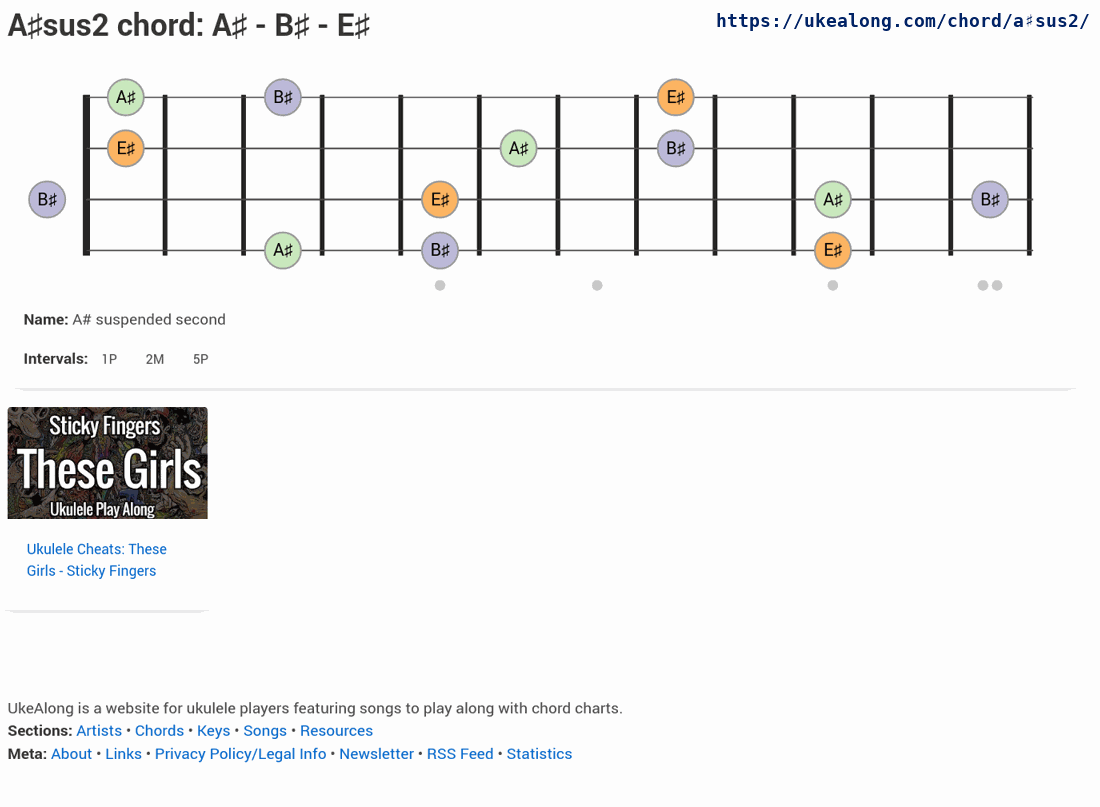 A♯sus2 chord: A♯ - B♯ - E♯
https://ukealong.com/chord/a♯sus2/
A♯ B♯ E♯
E♯ A♯ B♯
B♯ E♯ A♯ B♯
A♯ B♯ E♯
Name: A# suspended second
Intervals: 1P 2M 5P
Sticky Fingers
These Girls
Ukulele Play Along
Ukulele Cheats: These
Girls - Sticky Fingers
UkeAlong is a website for ukulele players featuring songs to play along with chord charts.
Sections: Artists • Chords • Keys • Songs • Resources
Meta: About • Links • Privacy Policy/Legal Info • Newsletter • RSS Feed • Statistics